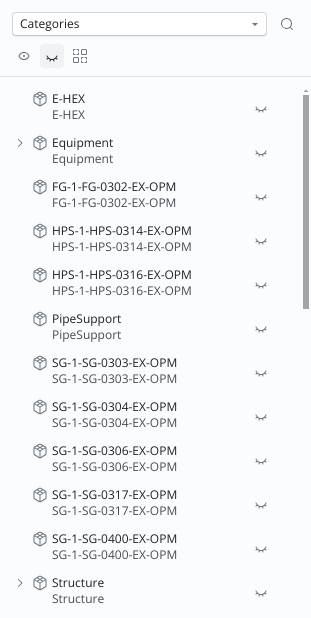 Categories
E-HEX
E-HEX
Equipment
Equipment
FG-1-FG-0302-EX-OPM
FG-1-FG-0302-EX-OPM
HPS-1-HPS-0314-EX-OPM
HPS-1-HPS-0314-EX-OPM
HPS-1-HPS-0316-EX-OPM
HPS-1-HPS-0316-EX-OPM
PipeSupport
PipeSupport
SG-1-SG-0303-EX-OPM
SG-1-SG-0303-EX-OPM
SG-1-SG-0304-EX-OPM
SG-1-SG-0304-EX-OPM
SG-1-SG-0306-EX-OPM
SG-1-SG-0306-EX-OPM
SG-1-SG-0317-EX-OPM
SG-1-SG-0317-EX-OPM
SG-1-SG-0400-EX-OPM
SG-1-SG-0400-EX-OPM
Structure
Structure